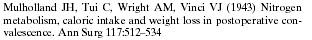 Mulholland JH, Tui C, Wright AM, Vinci VJ (1943) Nitrogen
metabolism, caloric intake and weight loss in postoperative con-
valescence. Ann Surg 117:512–534